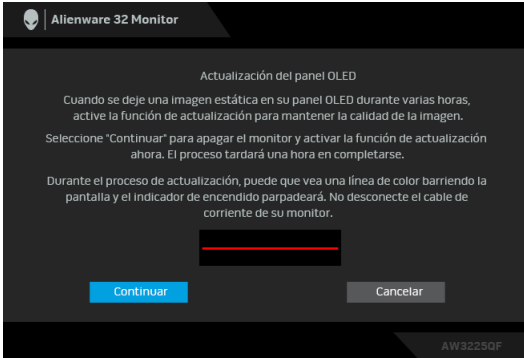 Alienware 32 Monitor
Actualización del panel OLED
Cuando se deje una imagen estática en su panel OLED durante varias horas,
active la función de actualización para mantener la calidad de la imagen.
Seleccione "Continuar" para apagar el monitor y activar la función de actualización
ahora. El proceso tardará una hora en completarse.
Durante el proceso de actualización, puede que vea una línea de color barriendo la
pantalla y el indicador de encendido parpadeará. No desconecte el cable de
corriente de su monitor.
Continuar
Cancelar
AW3225QF